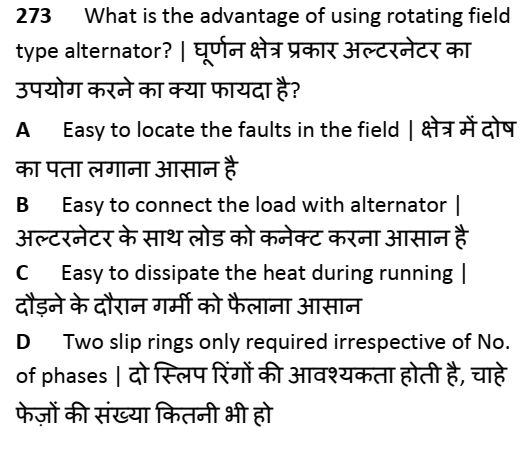 273 What is the advantage of using rotating field
type alternator? | घूर्णन क्षेत्र प्रकार अल्टरनेटर का
उपयोग करने का क्या फायदा है?
A Easy to locate the faults in the field | क्षेत्र में दोष
का पता लगाना आसान है
B Easy to connect the load with alternator |
अल्टरनेटर के साथ लोड को कनेक्ट करना आसान है
C Easy to dissipate the heat during running |
दौड़ने के दौरान गर्मी को फैलाना आसान
D Two slip rings only required irrespective of No.
of phases | दो स्लिप रिंगों की आवश्यकता होती है, चाहे
फेज़ों की संख्या कितनी भी हो